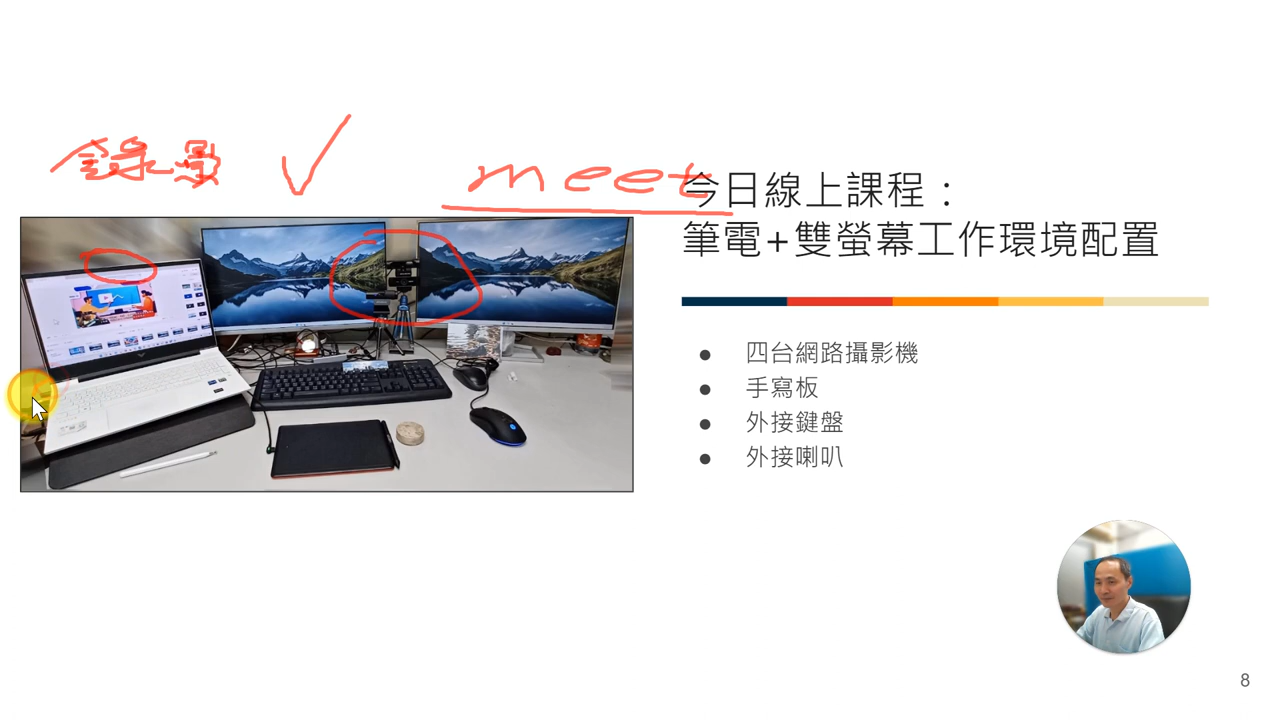 錄影
meet
今日線上課程：
筆電+雙螢幕工作環境配置
● 四台網路攝影機
● 手寫板
● 外接鍵盤
● 外接喇叭
8